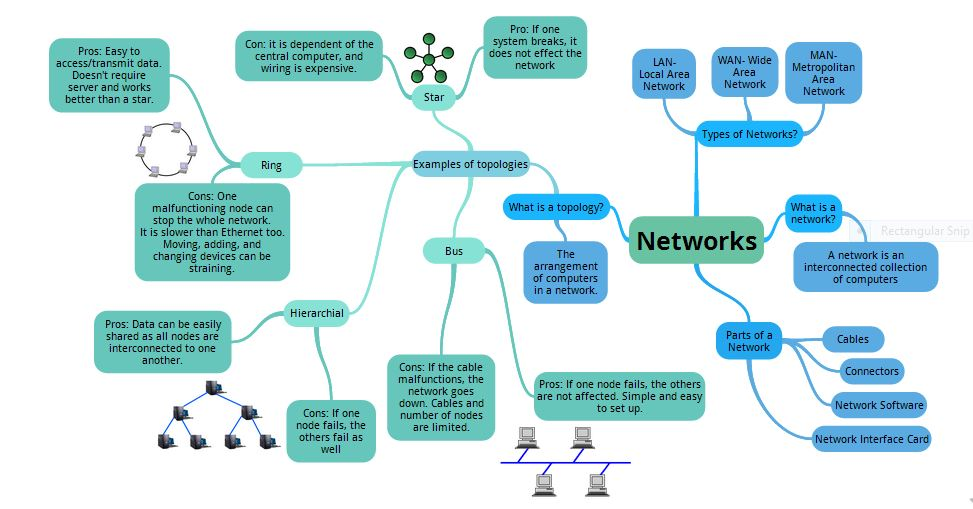 Networks
What is a
network?
A network is an
interconnected collection
of computers
Types of Networks?
LAN-
Local Area
Network
WAN- Wide
Area
Network
MAN-
Metropolitan
Area
Network
Parts of a
Network
Cables
Connectors
Network Software
Network Interface Card
What is a topology?
The
arrangement
of computers
in a network.
Examples of topologies
Star
Con: it is dependent of the
central computer, and
wiring is expensive.
Pro: If one
system breaks, it
does not effect the
network
Ring
Pros: Easy to
access/transmit data.
Doesn't require
server and works
better than a star.
Cons: One
malfunctioning node can
stop the whole network.
It is slower than Ethernet too.
Moving, adding, and
changing devices can be
straining.
Hierarchial
Pros: Data can be easily
shared as all nodes are
interconnected to one
another.
Cons: If one
node fails, the
others fail as
well
Bus
Cons: If the cable
malfunctions, the
network goes
down. Cables and
number of nodes
are limited.
Pros: If one node fails, the others
are not affected. Simple and easy
to set up.
Rectangular Snip